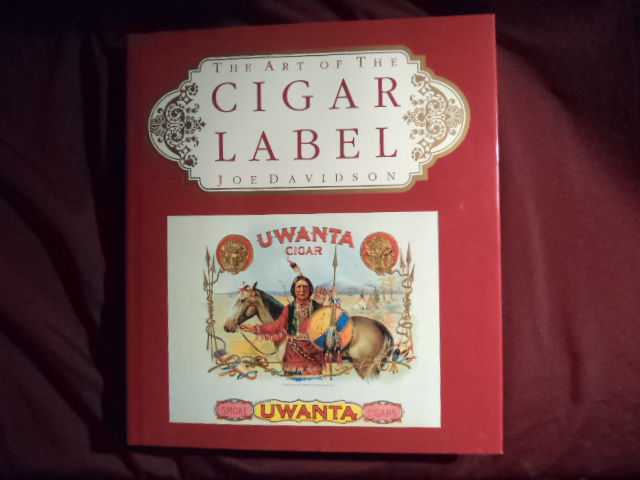 THE ART OF THE
CIGAR
LABEL
JOE DAVIDSON
UWANTA
CIGAR
SMOKE UWANTA CIGARS